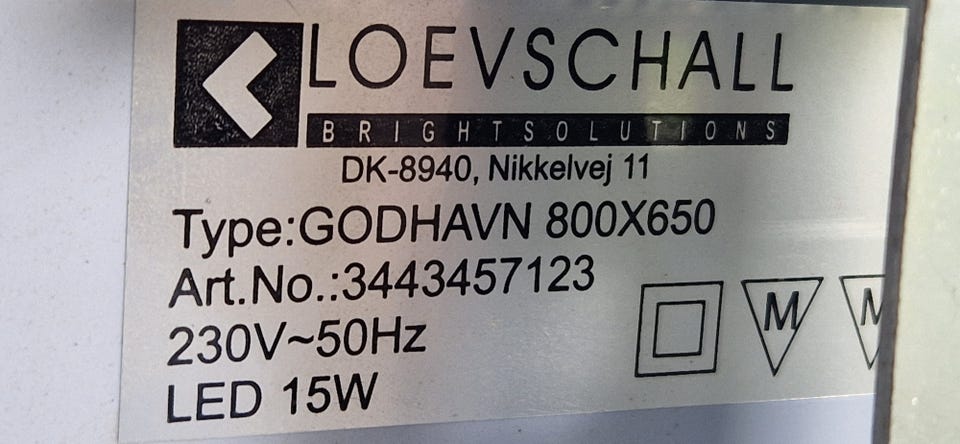 LOEVSCHALL
BRIGHTSOLUTIONS
DK-8940, Nikkelvej 11
Type:GODHAVN 800X650
Art.No.:3443457123
230V~50Hz
LED 15W
M M